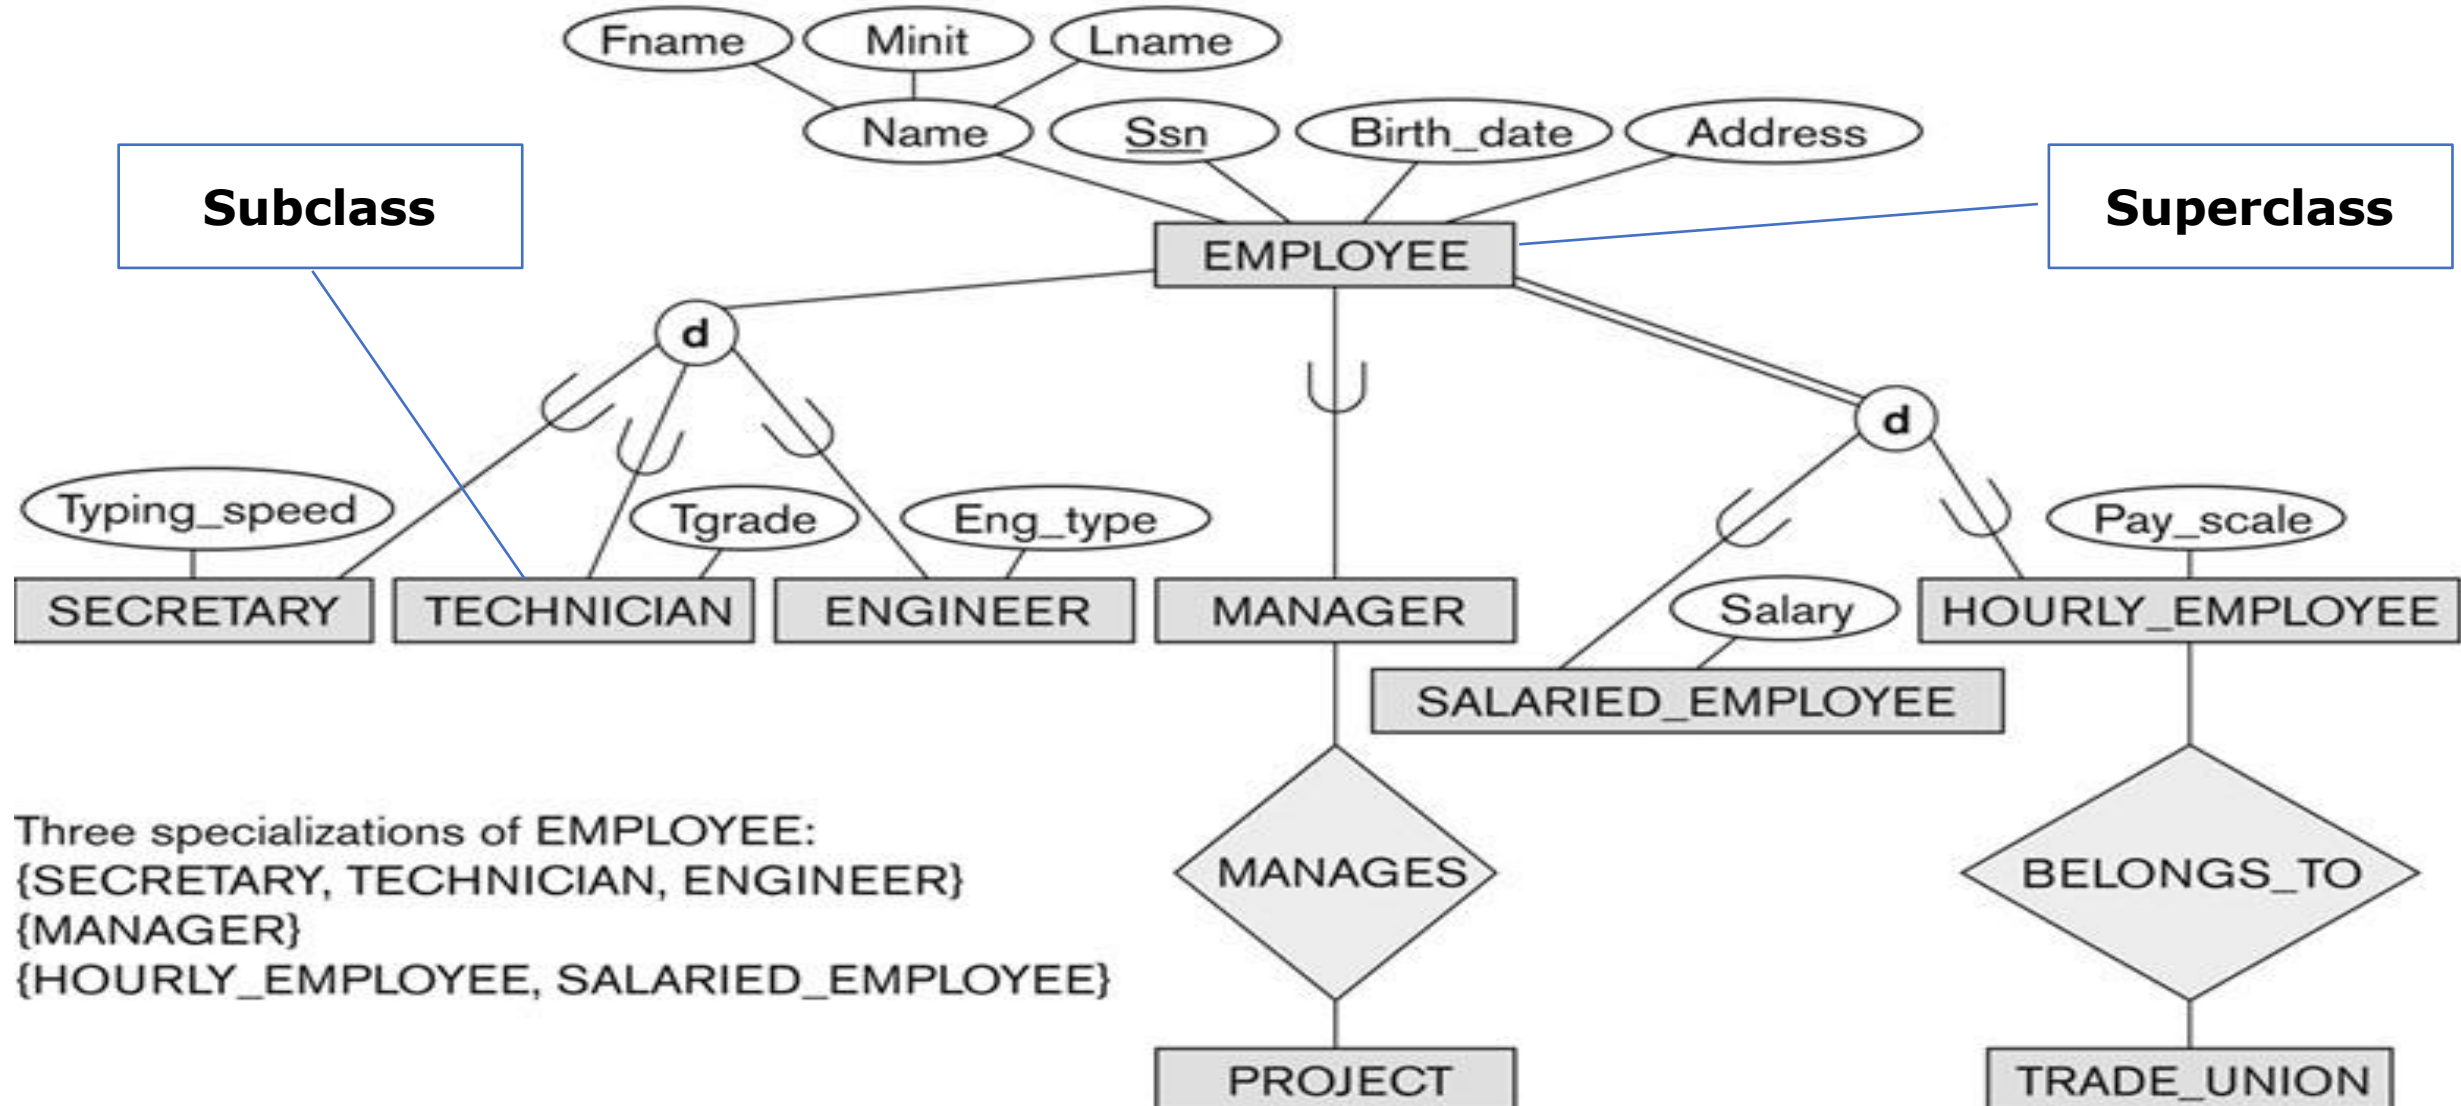 Fname
Minit
Lname
Name
Ssn
Birth_date
Address
Subclass
Superclass
EMPLOYEE
d
d
Typing_speed
Tgrade
Eng_type
Pay_scale
SECRETARY
TECHNICIAN
ENGINEER
MANAGER
Salary
HOURLY_EMPLOYEE
SALARIED_EMPLOYEE
Three specializations of EMPLOYEE:
{SECRETARY, TECHNICIAN, ENGINEER}
{MANAGER}
{HOURLY_EMPLOYEE, SALARIED_EMPLOYEE}
MANAGES
BELONGS_TO
PROJECT
TRADE_UNION